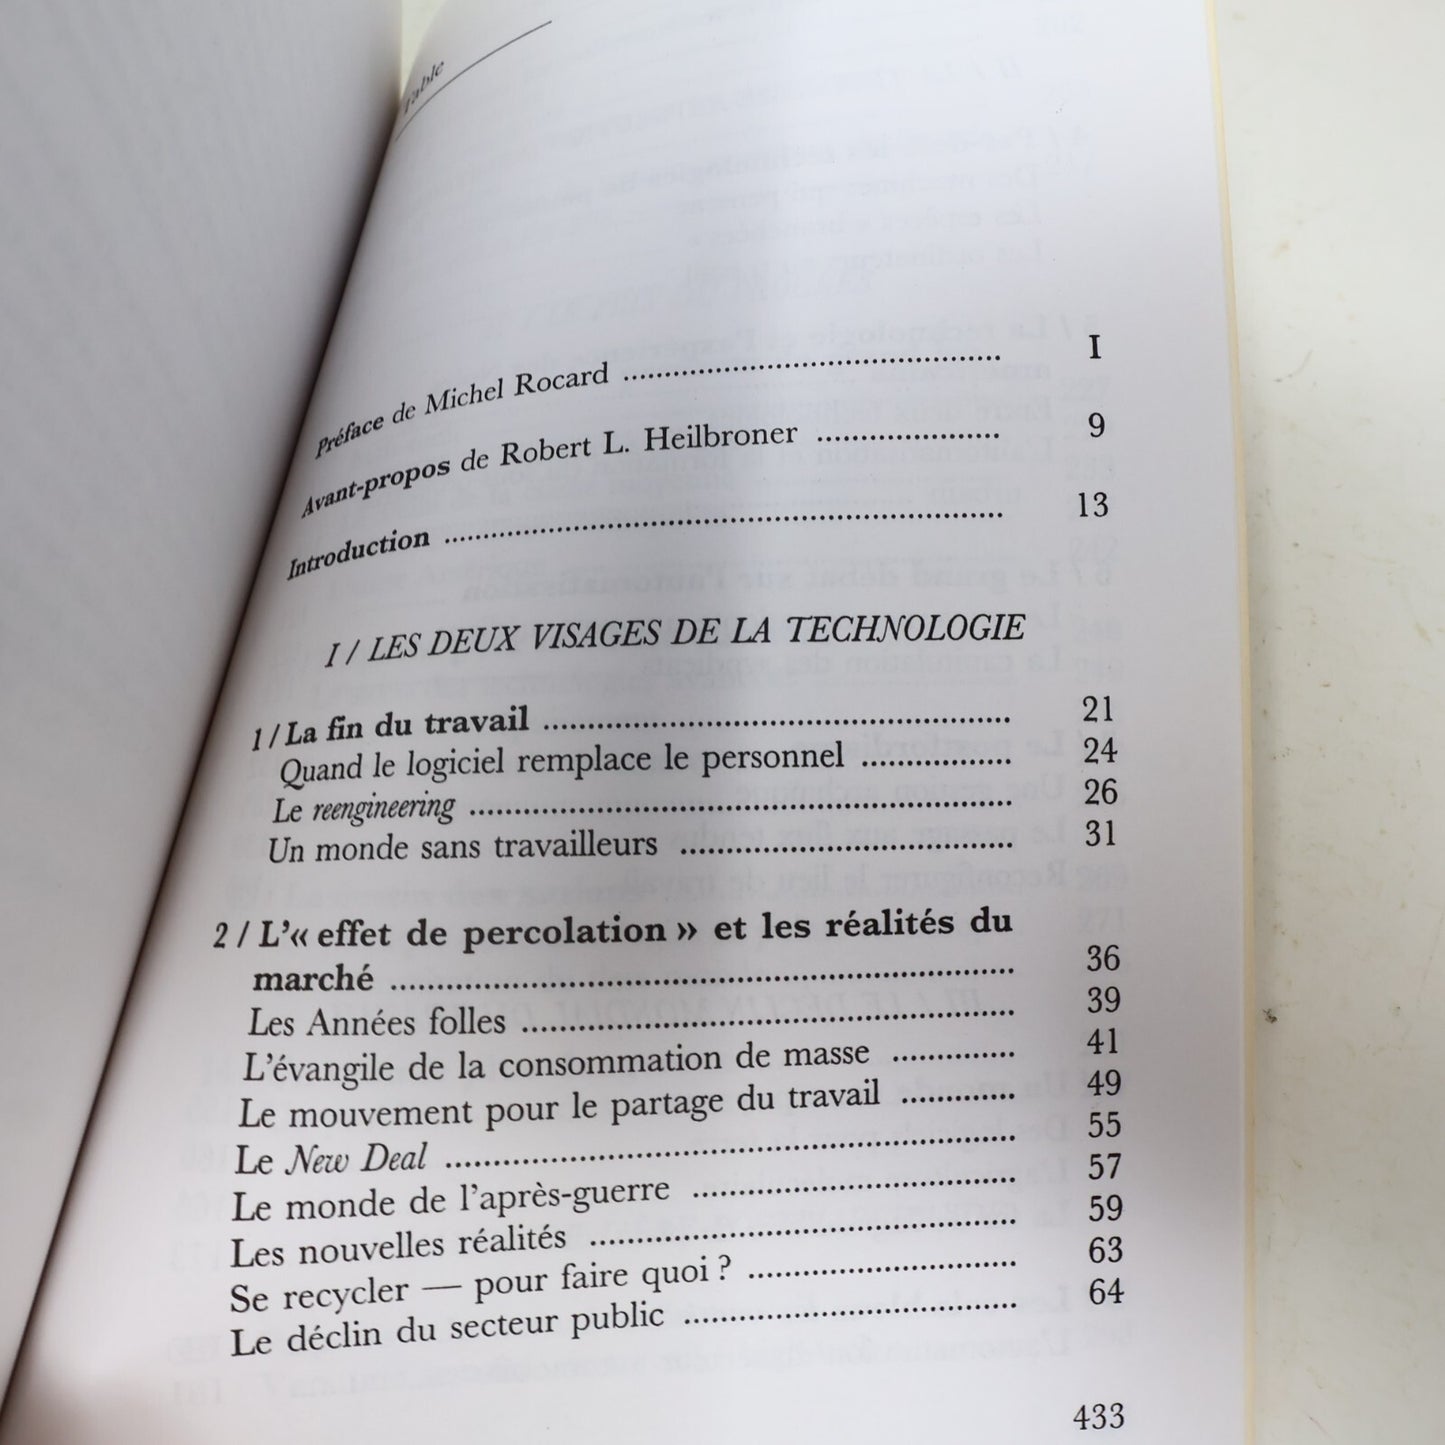 Table
Préface de Michel Rocard ........................................ I
Avant-propos de Robert L. Heilbroner ...................... 9
Introduction ................................................................ 13
I / LES DEUX VISAGES DE LA TECHNOLOGIE
1 / La fin du travail ...................................................... 21
Quand le logiciel remplace le personnel ................. 24
Le reengineering .............................................................. 26
Un monde sans travailleurs ...................................... 31
2 / L'« effet de percolation » et les réalités du
marché ........................................................................ 36
Les Années folles ........................................................ 39
L'évangile de la consommation de masse .............. 41
Le mouvement pour le partage du travail ............. 49
Le New Deal .................................................................. 55
Le monde de l'après-guerre ...................................... 57
Les nouvelles réalités .................................................. 59
Se recycler — pour faire quoi ? ................................ 63
Le déclin du secteur public ....................................... 64
433